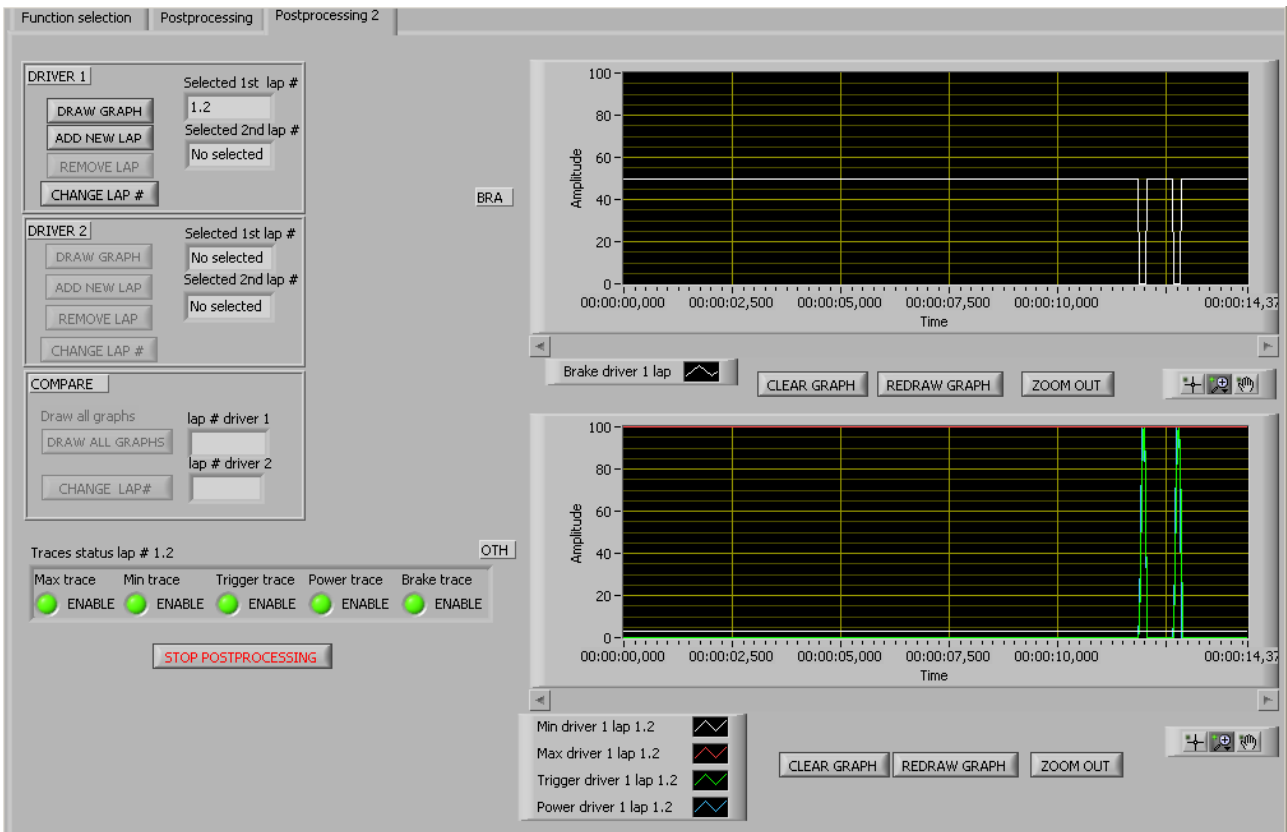 Function selection Postprocessing Postprocessing 2
DRIVER 1
Selected 1st lap #
DRAW GRAPH 1.2
ADD NEW LAP Selected 2nd lap #
REMOVE LAP No selected
CHANGE LAP #
DRIVER 2
Selected 1st lap #
DRAW GRAPH No selected
ADD NEW LAP Selected 2nd lap #
REMOVE LAP No selected
CHANGE LAP #
COMPARE
Draw all graphs lap # driver 1
DRAW ALL GRAPHS
lap # driver 2
CHANGE LAP#
Traces status lap # 1.2
Max trace Min trace Trigger trace Power trace Brake trace
ENABLE ENABLE ENABLE ENABLE ENABLE
STOP POSTPROCESSING
BRA
Amplitude
100
80
60
40
20
0
00:00:00,000 00:00:02,500 00:00:05,000 00:00:07,500 00:00:10,000 00:00:14,37
Time
Brake driver 1 lap
CLEAR GRAPH REDRAW GRAPH ZOOM OUT
OTH
Amplitude
100
80
60
40
20
0
00:00:00,000 00:00:02,500 00:00:05,000 00:00:07,500 00:00:10,000 00:00:14,37
Time
Min driver 1 lap 1.2
Max driver 1 lap 1.2
Trigger driver 1 lap 1.2
Power driver 1 lap 1.2
CLEAR GRAPH REDRAW GRAPH ZOOM OUT